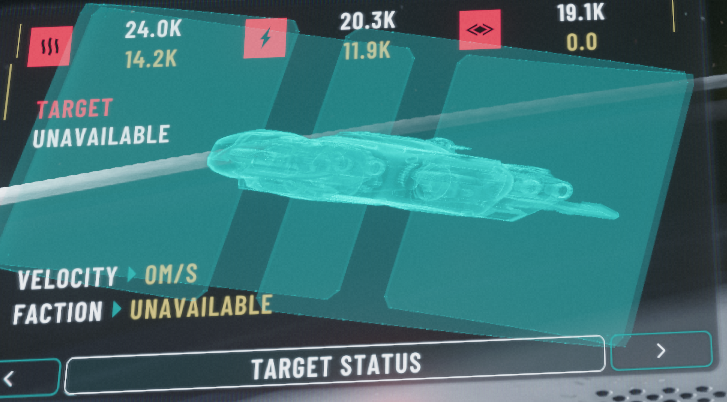 24.0K 20.3K 19.1K
14.2K 11.9K 0.0
TARGET
UNAVAILABLE
VELOCITY 0M/S
FACTION UNAVAILABLE
TARGET STATUS